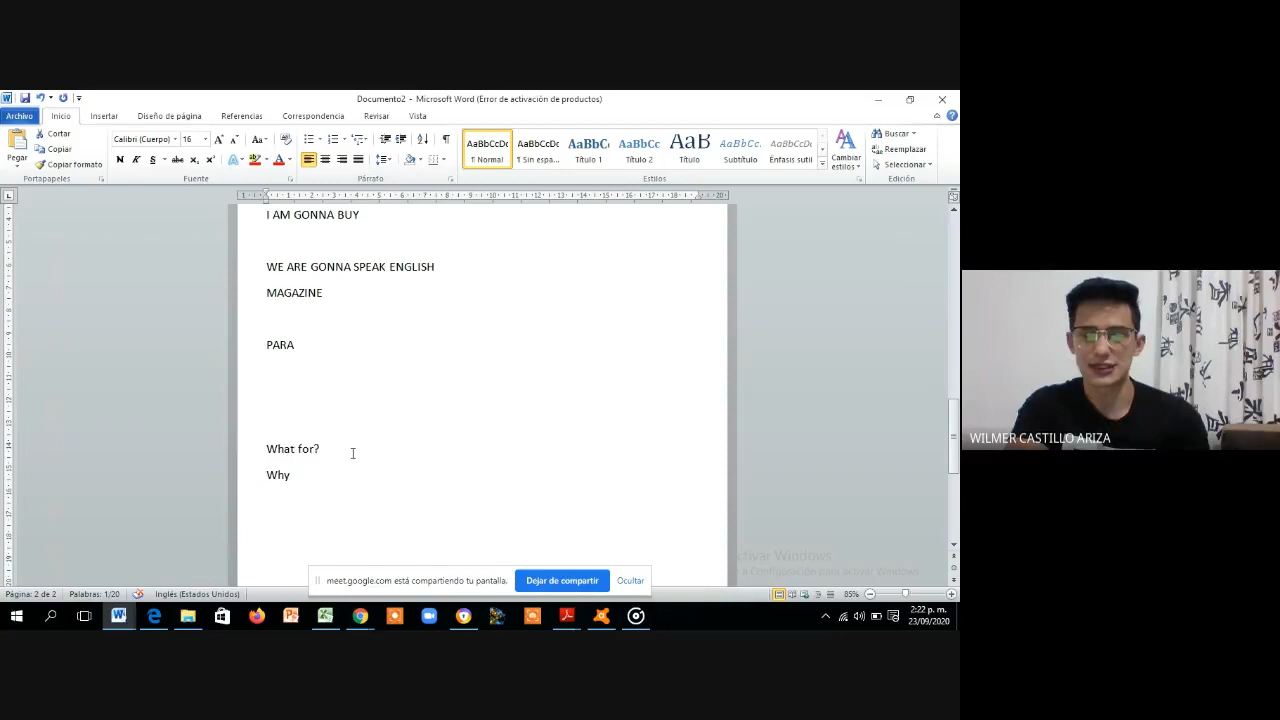 Documento2 - Microsoft Word (Error de activación de productos)
Archivo Inicio Insertar Diseño de página Referencias Correspondencia Revisar Vista
Pegar
Cortar
Copiar
Copiar formato
Portapapeles
Calibri (Cuerpo) 16
N K S abc x₂ x²
Fuente
Párrafo
AaBbCcDc AaBbCcDc AaBbC AaBbCc AaB AaBbCc. AaBbCcDc
¶ Normal ¶ Sin espa... Título 1 Título 2 Título Subtítulo Énfasis sutil
Cambiar estilos
Estilos
Buscar
Reemplazar
Seleccionar
Edición
I AM GONNA BUY
WE ARE GONNA SPEAK ENGLISH
MAGAZINE
PARA
What for?
Why
WILMER CASTILLO ARIZA
meet.google.com está compartiendo tu pantalla. Dejar de compartir Ocultar
Página: 2 de 2 Palabras: 1/20 Inglés (Estados Unidos) 85%
2:22 p. m.
23/09/2020